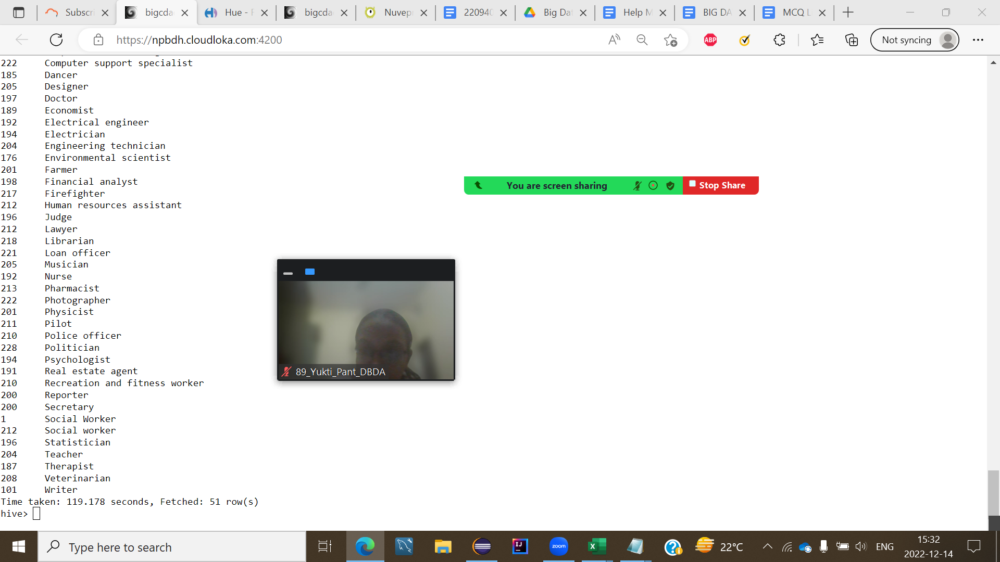 Subscri
bigcda
Hue - F
bigcda
Nuvep
220940
Big Dat
Help M
BIG DA
MCQ L
https://npbdh.cloudloka.com:4200
A
ABP
Not syncing
222 Computer support specialist
185 Dancer
205 Designer
197 Doctor
189 Economist
192 Electrical engineer
194 Electrician
204 Engineering technician
176 Environmental scientist
201 Farmer
198 Financial analyst
217 Firefighter
212 Human resources assistant
196 Judge
212 Lawyer
218 Librarian
221 Loan officer
205 Musician
192 Nurse
213 Pharmacist
222 Photographer
201 Physicist
211 Pilot
210 Police officer
228 Politician
194 Psychologist
191 Real estate agent
210 Recreation and fitness worker
200 Reporter
200 Secretary
1 Social Worker
212 Social worker
196 Statistician
204 Teacher
187 Therapist
208 Veterinarian
101 Writer
Time taken: 119.178 seconds, Fetched: 51 row(s)
hive>
You are screen sharing
Stop Share
89_Yukti_Pant_DBDA
Type here to search
IJ
zoom
X
22°C
ENG
15:32
2022-12-14